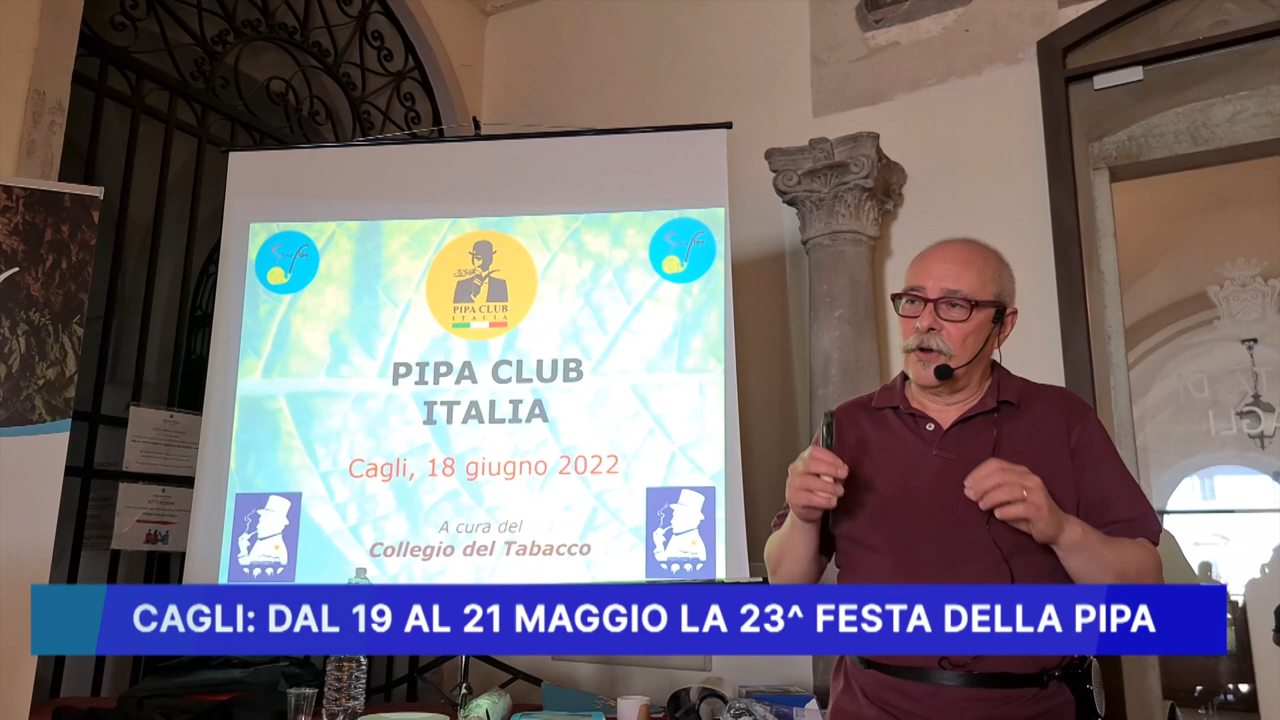 PIPA CLUB
ITALIA
PIPA CLUB
ITALIA
Cagli, 18 giugno 2022
A cura del
Collegio del Tabacco
CAGLI: DAL 19 AL 21 MAGGIO LA 23^ FESTA DELLA PIPA